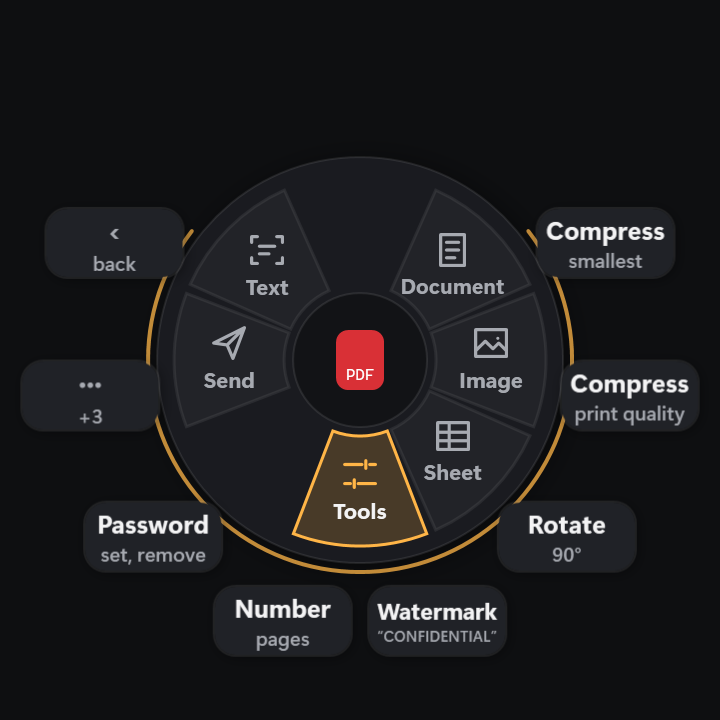 <
back
Compress
smallest
Text
Document
Send
PDF
Image
•••
+3
Compress
print quality
Sheet
Tools
Password
set, remove
Rotate
90°
Number
pages
Watermark
“CONFIDENTIAL”